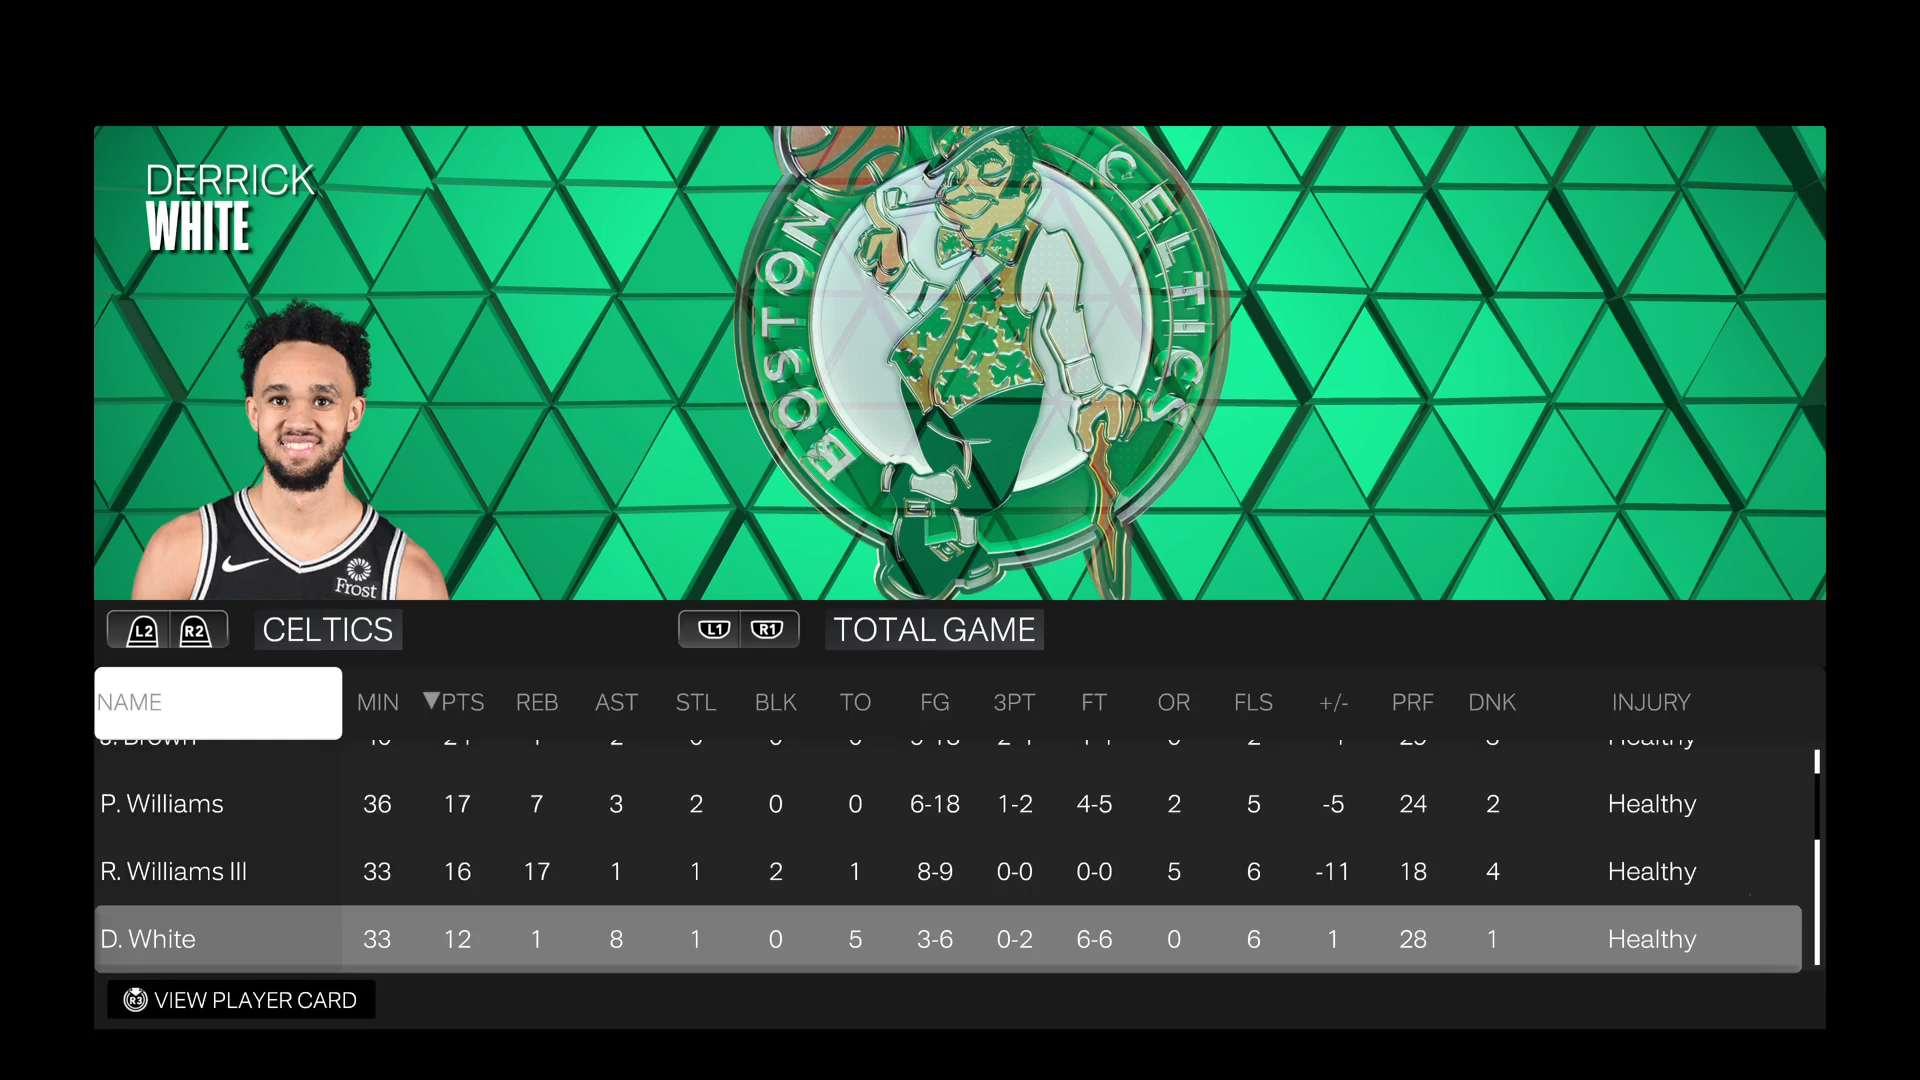 DERRICK
WHITE
BOSTON CELTICS
Frost
L2 R2 CELTICS L1 R1 TOTAL GAME
NAME MIN ▼PTS REB AST STL BLK TO FG 3PT FT OR FLS +/- PRF DNK INJURY
J. Brown Healthy
P. Williams 36 17 7 3 2 0 0 6-18 1-2 4-5 2 5 -5 24 2 Healthy
R. Williams III 33 16 17 1 1 2 1 8-9 0-0 0-0 5 6 -11 18 4 Healthy
D. White 33 12 1 8 1 0 5 3-6 0-2 6-6 0 6 1 28 1 Healthy
R3 VIEW PLAYER CARD